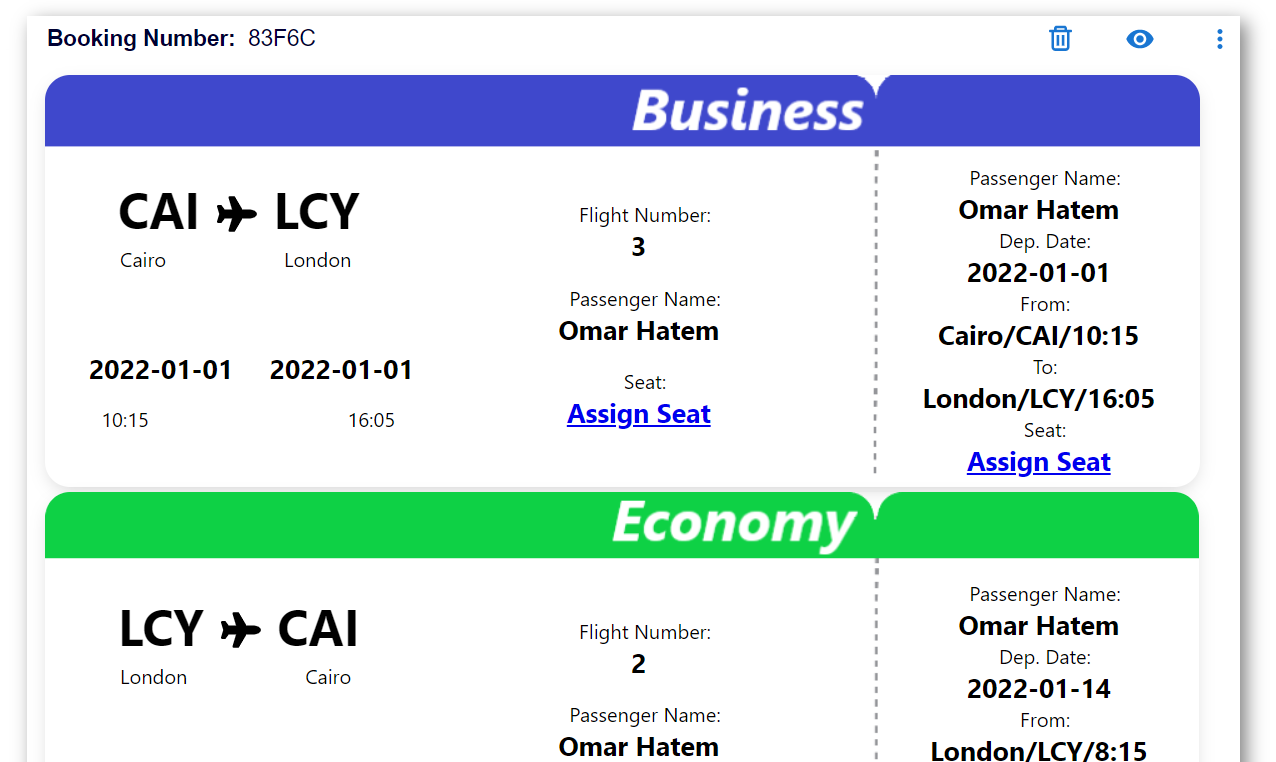 Booking Number: 83F6C
Business
CAI LCY
Cairo London
2022-01-01 2022-01-01
10:15 16:05
Flight Number:
3
Passenger Name:
Omar Hatem
Seat:
Assign Seat
Passenger Name:
Omar Hatem
Dep. Date:
2022-01-01
From:
Cairo/CAI/10:15
To:
London/LCY/16:05
Seat:
Assign Seat
Economy
LCY CAI
London Cairo
Flight Number:
2
Passenger Name:
Omar Hatem
Passenger Name:
Omar Hatem
Dep. Date:
2022-01-14
From:
London/LCY/8:15